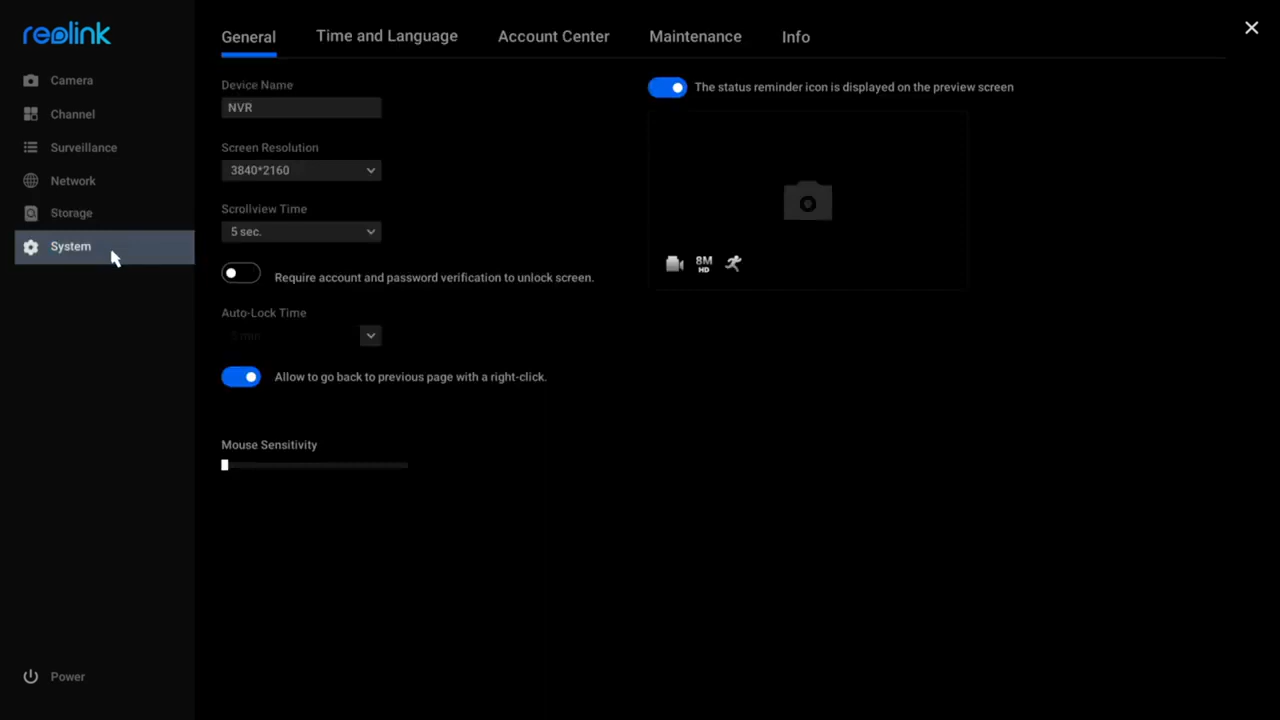 reolink
Camera
Channel
Surveillance
Network
Storage
System
Power
General
Time and Language
Account Center
Maintenance
Info
Device Name
NVR
Screen Resolution
3840*2160
Scrollview Time
5 sec.
Require account and password verification to unlock screen.
Auto-Lock Time
5 min
Allow to go back to previous page with a right-click.
Mouse Sensitivity
The status reminder icon is displayed on the preview screen
8M
HD